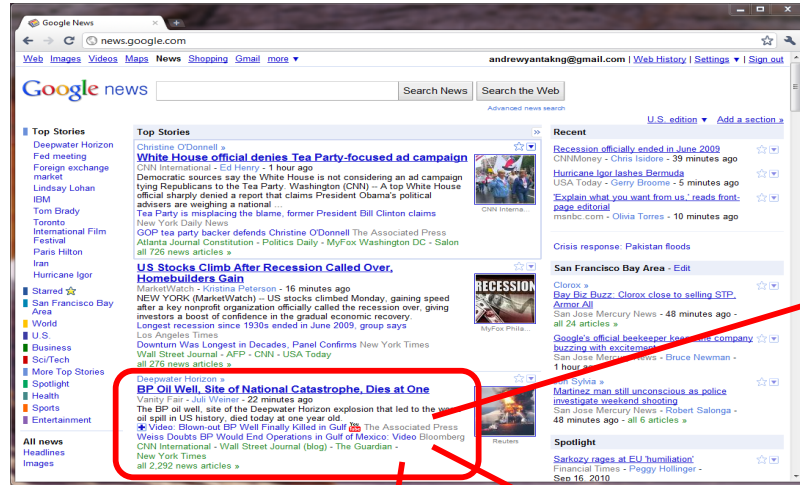 Google News
news.google.com
Web Images Videos Maps News Shopping Gmail more ▼
andrewyantakng@gmail.com | Web History | Settings ▼ | Sign out
Google news
Search News
Search the Web
Advanced news search
U.S. edition ▼ Add a section »
Top Stories
Deepwater Horizon
Fed meeting
Foreign exchange
market
Lindsay Lohan
IBM
Tom Brady
Toronto
International Film
Festival
Paris Hilton
Iran
Hurricane Igor
Starred
San Francisco Bay
Area
World
U.S.
Business
Sci/Tech
More Top Stories
Spotlight
Health
Sports
Entertainment
All news
Headlines
Images
Top Stories
Christine O'Donnell »
White House official denies Tea Party-focused ad campaign
CNN International - Ed Henry - 1 hour ago
Democratic sources say the White House is not considering an ad campaign
tying Republicans to the Tea Party. Washington (CNN) -- A top White House
official sharply denied a report that claims President Obama's political
advisers are weighing a national ...
Tea Party is misplacing the blame, former President Bill Clinton claims
New York Daily News
GOP tea party backer defends Christine O'Donnell The Associated Press
Atlanta Journal Constitution - Politics Daily - MyFox Washington DC - Salon
all 726 news articles »
CNN Interna...
US Stocks Climb After Recession Called Over,
Homebuilders Gain
MarketWatch - Kristina Peterson - 16 minutes ago
NEW YORK (MarketWatch) -- US stocks climbed Monday, gaining speed
after a key nonprofit organization officially called the recession over, giving
investors a boost of confidence in the gradual economic recovery.
Longest recession since 1930s ended in June 2009, group says
Los Angeles Times
Downturn Was Longest in Decades, Panel Confirms New York Times
Wall Street Journal - AFP - CNN - USA Today
all 276 news articles »
RECESSION
MyFox Phila...
Deepwater Horizon »
BP Oil Well, Site of National Catastrophe, Dies at One
Vanity Fair - Juli Weiner - 22 minutes ago
The BP oil well, site of the Deepwater Horizon explosion that led to the
oil spill in US history, died today at one year old.
Video: Blown-out BP Well Finally Killed in Gulf You Tube The Associated Press
Weiss Doubts BP Would End Operations in Gulf of Mexico: Video Bloomberg
CNN International - Wall Street Journal (blog) - The Guardian -
New York Times
all 2,292 news articles »
Reuters
Recent
Recession officially ended in June 2009
CNNMoney - Chris Isidore - 39 minutes ago
Hurricane Igor lashes Bermuda
USA Today - Gerry Broome - 5 minutes ago
'Explain what you want from us,' reads front-
page editorial
msnbc.com - Olivia Torres - 10 minutes ago
Crisis response: Pakistan floods
San Francisco Bay Area - Edit
Clorox »
Bay Biz Buzz: Clorox close to selling STP,
Armor All
San Jose Mercury News - 48 minutes ago -
all 24 articles »
Google's official beekeeper keeps the company
buzzing with excitement
San Jose Mercury News - Bruce Newman -
1 hour ago
Sylvia »
Martinez man still unconscious as police
investigate weekend shooting
San Jose Mercury News - Robert Salonga -
48 minutes ago - all 6 articles »
Spotlight
Sarkozy rages at EU 'humiliation'
Financial Times - Peggy Hollinger -
Sep 16, 2010